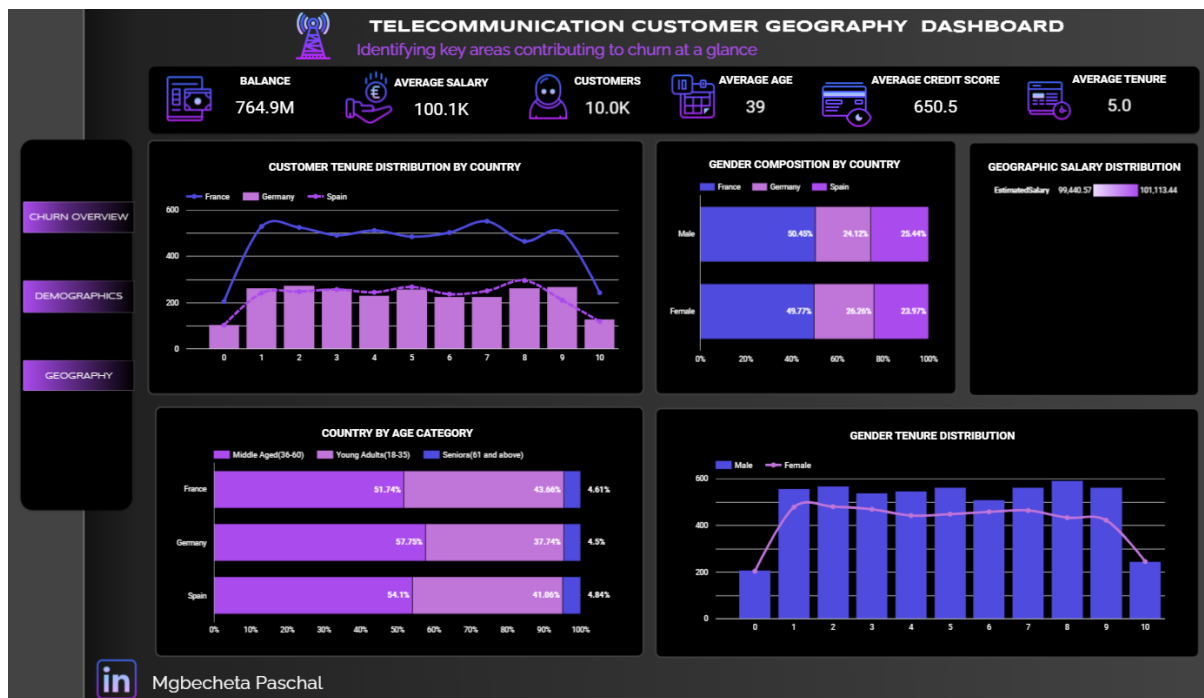 TELECOMMUNICATION CUSTOMER GEOGRAPHY DASHBOARD
Identifying key areas contributing to churn at a glance
BALANCE
764.9M
AVERAGE SALARY
100.1K
CUSTOMERS
10.0K
AVERAGE AGE
39
AVERAGE CREDIT SCORE
650.5
AVERAGE TENURE
5.0
CHURN OVERVIEW
DEMOGRAPHICS
GEOGRAPHY
CUSTOMER TENURE DISTRIBUTION BY COUNTRY
France Germany Spain
600
400
200
0
0 1 2 3 4 5 6 7 8 9 10
GENDER COMPOSITION BY COUNTRY
France Germany Spain
Male 50.45% 24.12% 25.44%
Female 49.77% 26.26% 23.97%
0% 20% 40% 60% 80% 100%
GEOGRAPHIC SALARY DISTRIBUTION
EstimatedSalary 99,440.57 101,113.44
COUNTRY BY AGE CATEGORY
Middle Aged(36-60) Young Adults(18-35) Seniors(61 and above)
France 51.74% 43.66% 4.61%
Germany 57.75% 37.74% 4.5%
Spain 54.1% 41.06% 4.84%
0% 10% 20% 30% 40% 50% 60% 70% 80% 90% 100%
GENDER TENURE DISTRIBUTION
Male Female
600
400
200
0
0 1 2 3 4 5 6 7 8 9 10
in Mgbecheta Paschal